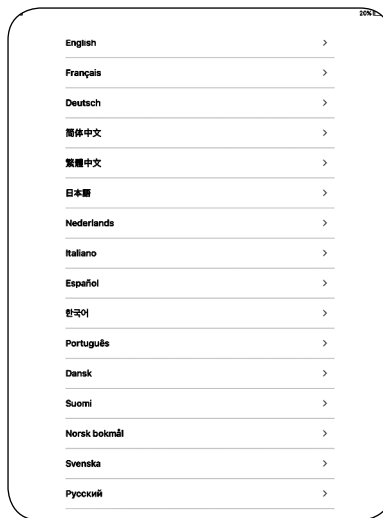 20%
English
Français
Deutsch
简体中文
繁體中文
日本語
Nederlands
Italiano
Español
한국어
Português
Dansk
Suomi
Norsk bokmål
Svenska
Русский